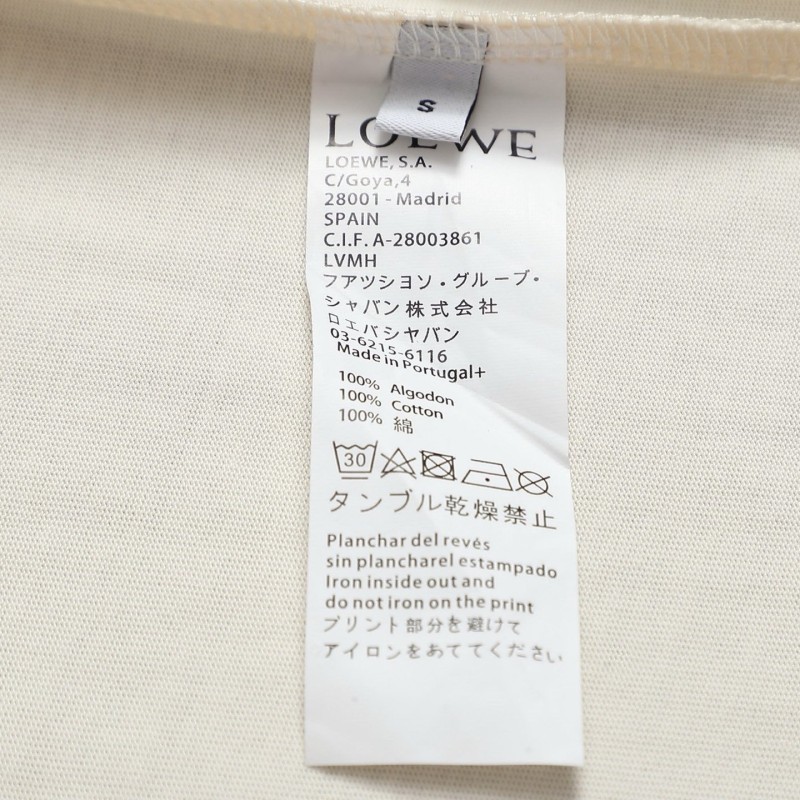 S
LOEWE
LOEWE, S.A.
C/Goya,4
28001 - Madrid
SPAIN
C.I.F. A-28003861
LVMH
フアツシヨソ・グループ・
シャバン株式会社
ロエバシヤバン
03-6215-6116
Made in Portugal+
100% Algodon
100% Cotton
100% 綿
30
タンブル乾燥禁止
Planchar del revés
sin plancharel estampado
Iron inside out and
do not iron on the print
プリント部分を避けて
アイロンをあててください